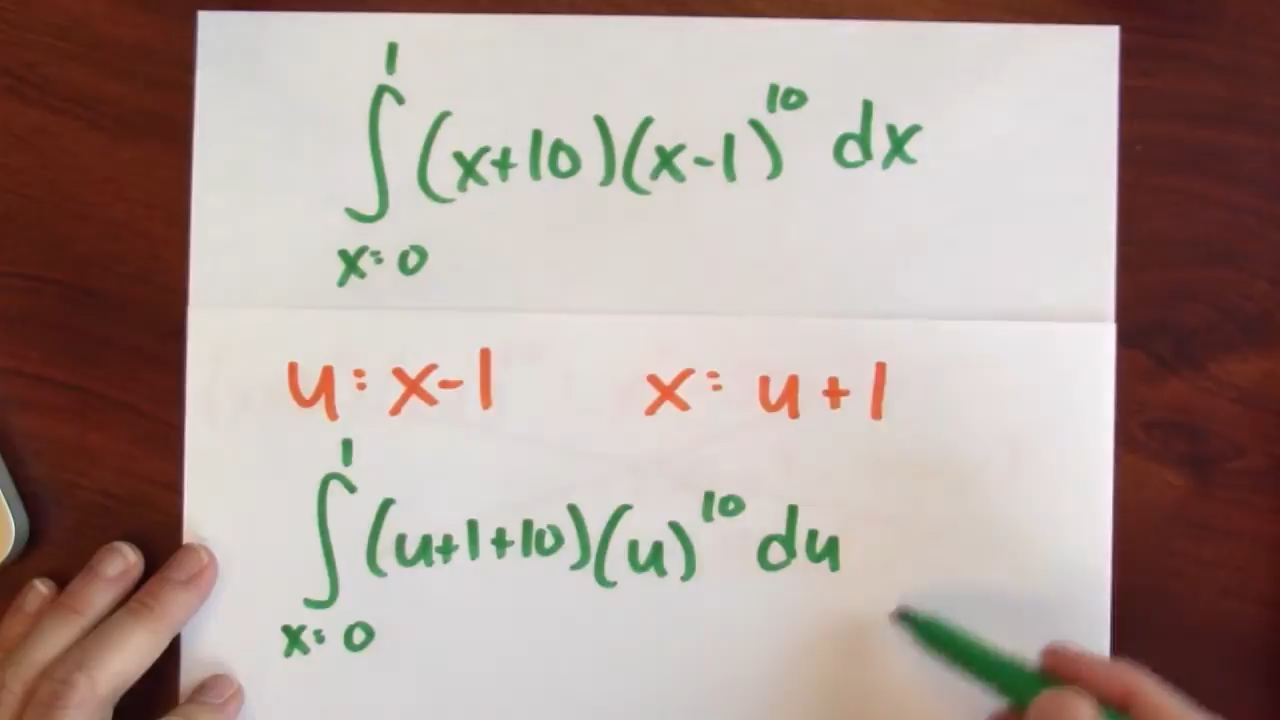 ∫_{x=0}^{1} (x+10)(x-1)^{10} dx
u = x-1 x = u+1
∫_{x=0}^{1} (u+1+10)(u)^{10} du